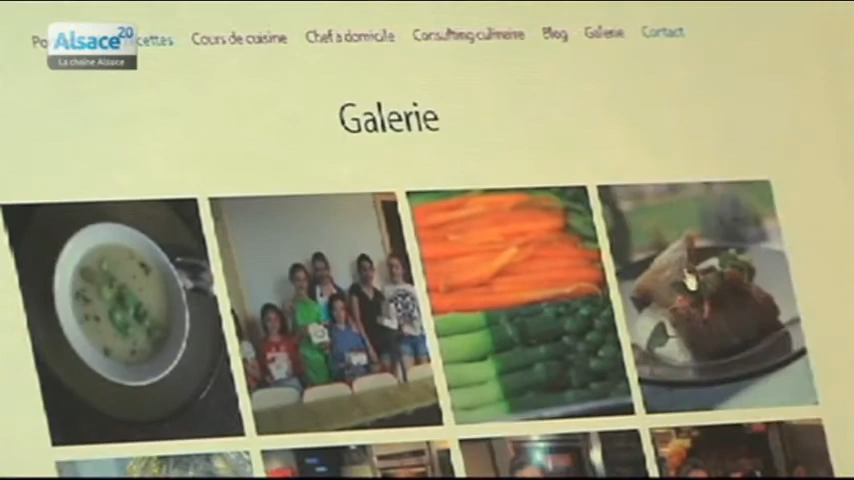 Alsace20
La chaîne Alsace
Cours de cuisine Chef à domicile Consulting culinaire Blog Galerie Contact
Galerie